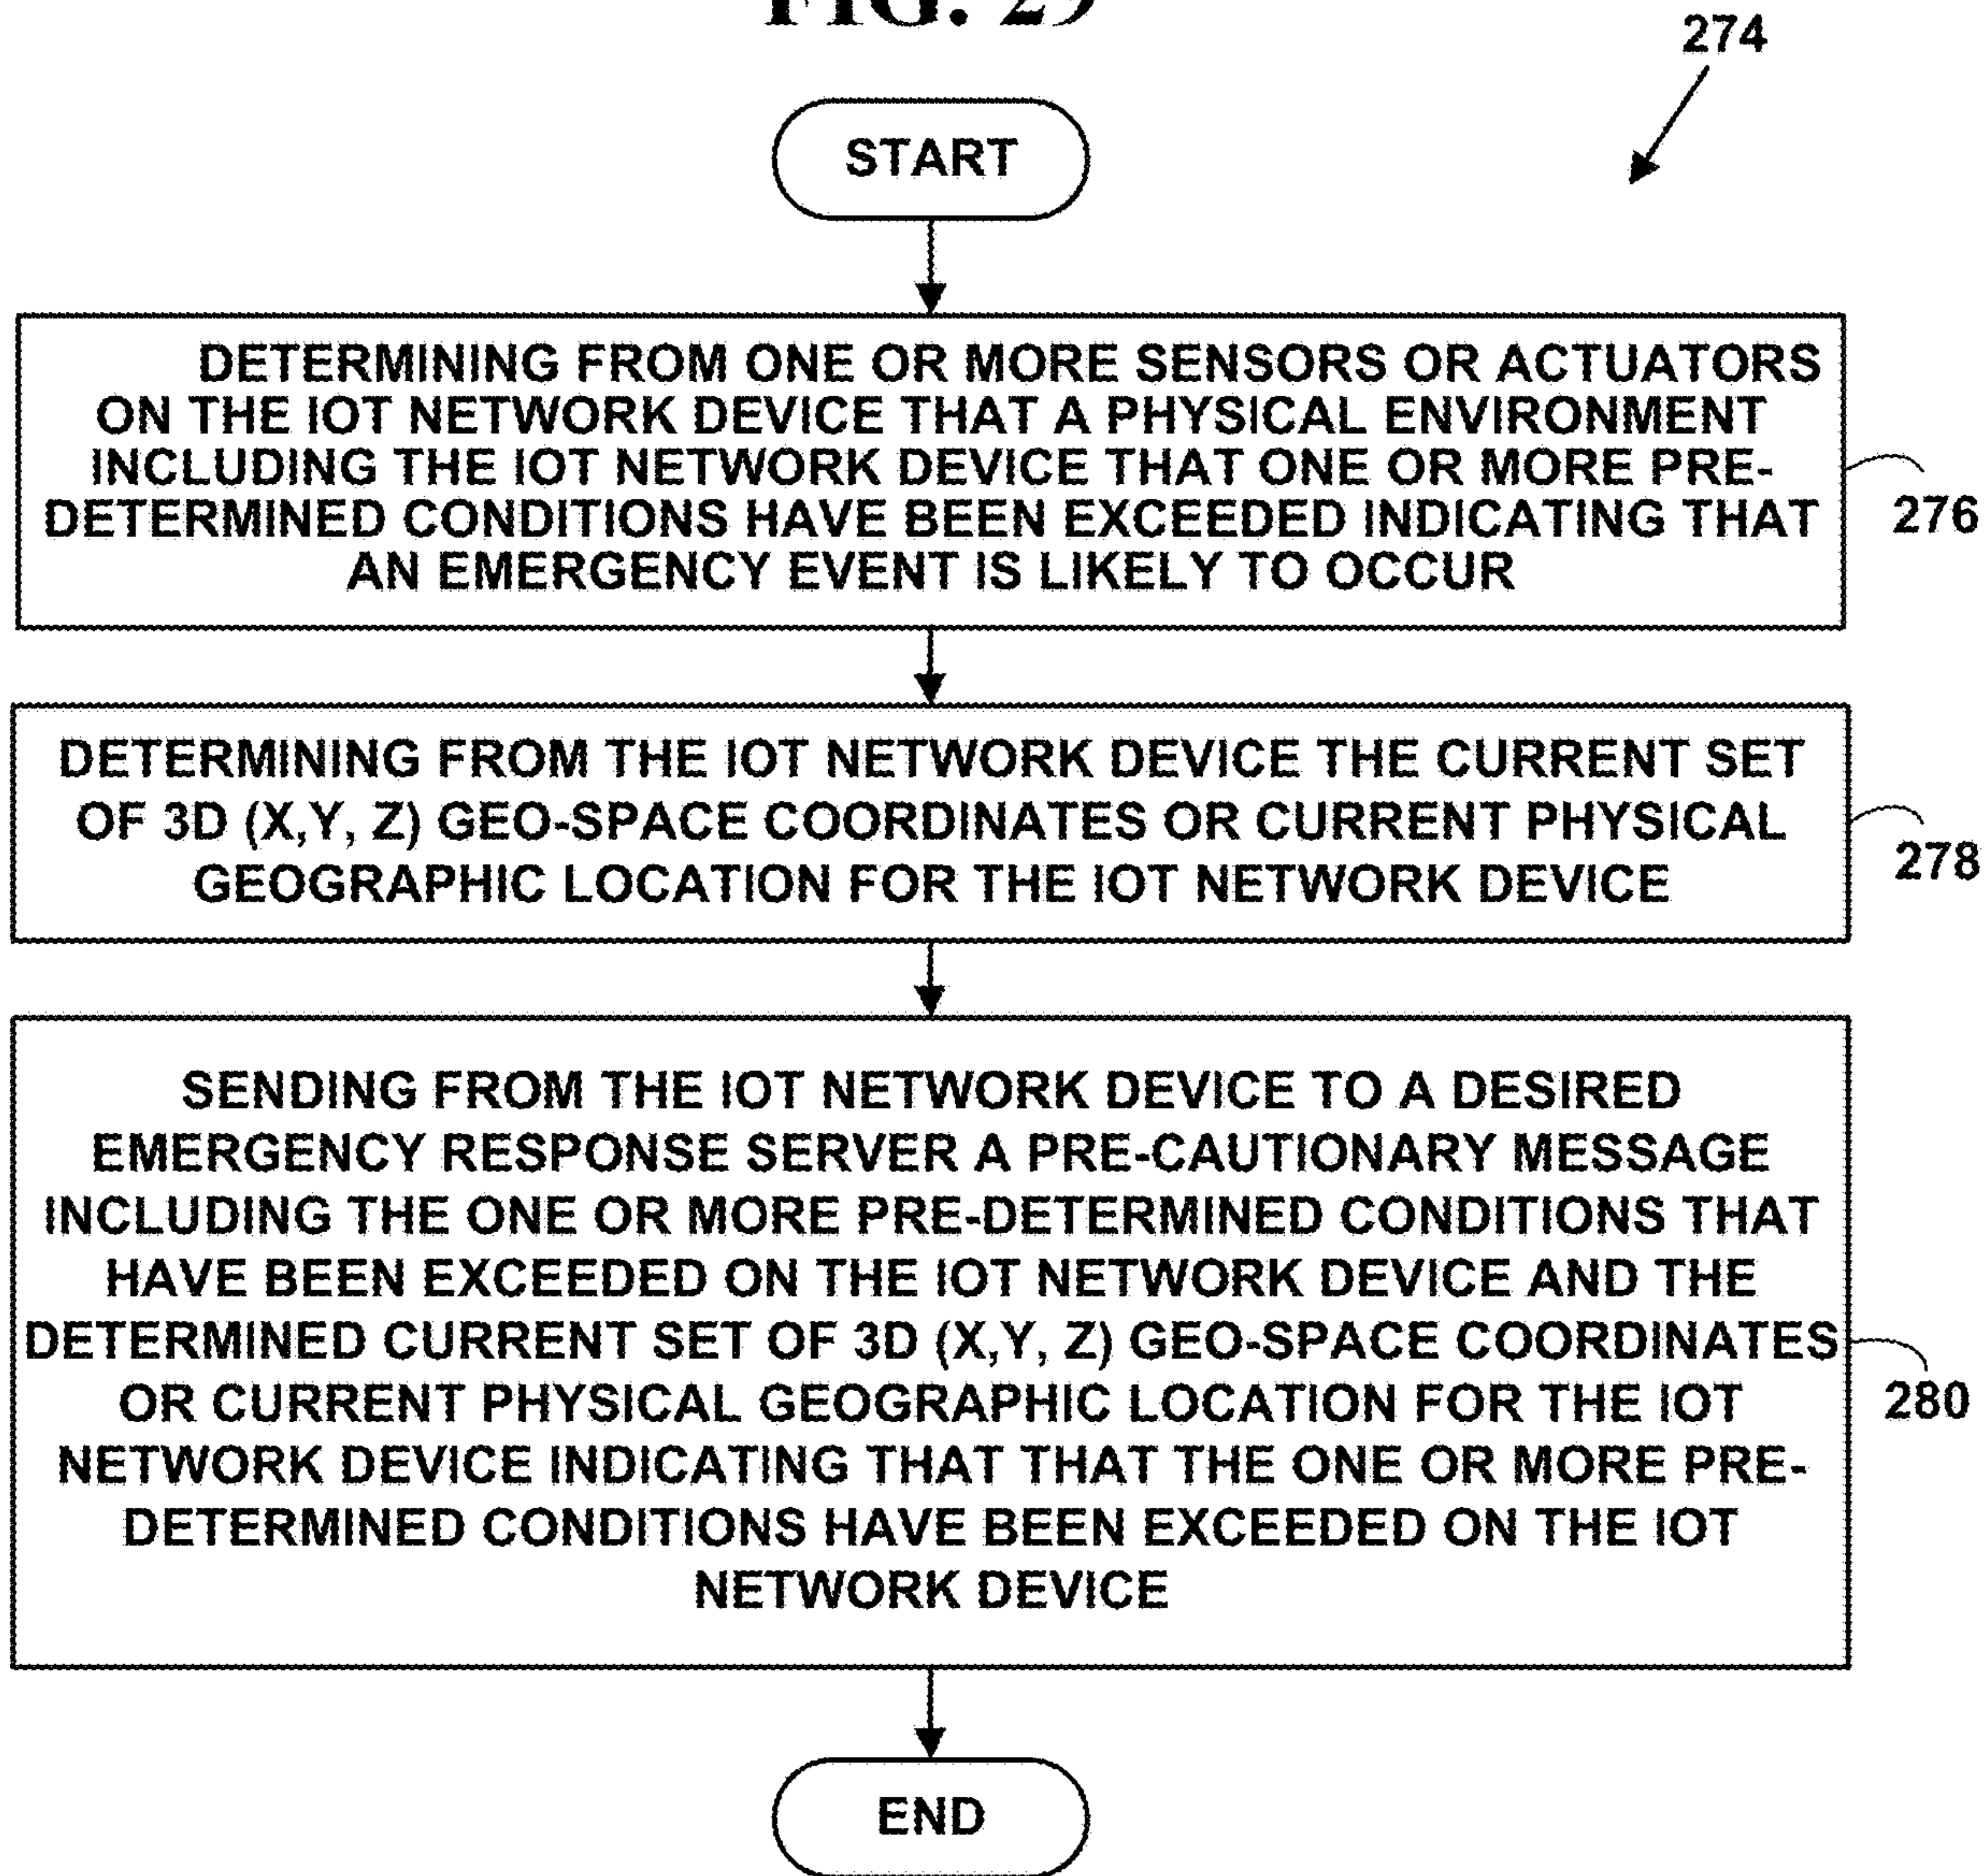 FIG. 29
274
START
DETERMINING FROM ONE OR MORE SENSORS OR ACTUATORS
ON THE IOT NETWORK DEVICE THAT A PHYSICAL ENVIRONMENT
INCLUDING THE IOT NETWORK DEVICE THAT ONE OR MORE PRE-
DETERMINED CONDITIONS HAVE BEEN EXCEEDED INDICATING THAT
AN EMERGENCY EVENT IS LIKELY TO OCCUR
276
DETERMINING FROM THE IOT NETWORK DEVICE THE CURRENT SET
OF 3D (X,Y, Z) GEO-SPACE COORDINATES OR CURRENT PHYSICAL
GEOGRAPHIC LOCATION FOR THE IOT NETWORK DEVICE
278
SENDING FROM THE IOT NETWORK DEVICE TO A DESIRED
EMERGENCY RESPONSE SERVER A PRE-CAUTIONARY MESSAGE
INCLUDING THE ONE OR MORE PRE-DETERMINED CONDITIONS THAT
HAVE BEEN EXCEEDED ON THE IOT NETWORK DEVICE AND THE
DETERMINED CURRENT SET OF 3D (X,Y, Z) GEO-SPACE COORDINATES
OR CURRENT PHYSICAL GEOGRAPHIC LOCATION FOR THE IOT
NETWORK DEVICE INDICATING THAT THAT THE ONE OR MORE PRE-
DETERMINED CONDITIONS HAVE BEEN EXCEEDED ON THE IOT
NETWORK DEVICE
280
END